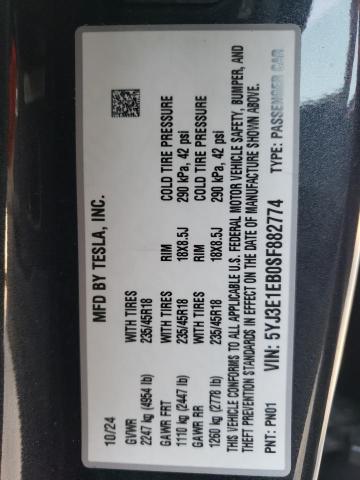 MFD BY TESLA, INC.
10/24
GVWR WITH TIRES RIM COLD TIRE PRESSURE
2247 kg (4954 lb) 235/45R18 18X8.5J 290 kPa, 42 psi
GAWR FRT WITH TIRES RIM COLD TIRE PRESSURE
1110 kg (2447 lb) 235/45R18 18X8.5J 290 kPa, 42 psi
GAWR RR
1260 kg (2778 lb) 235/45R18
THIS VEHICLE CONFORMS TO ALL APPLICABLE U.S. FEDERAL MOTOR VEHICLE SAFETY, BUMPER, AND
THEFT PREVENTION STANDARDS IN EFFECT ON THE DATE OF MANUFACTURE SHOWN ABOVE.
PNT: PN01 VIN: 5YJ3E1EB0SF882774 TYPE: PASSENGER CAR